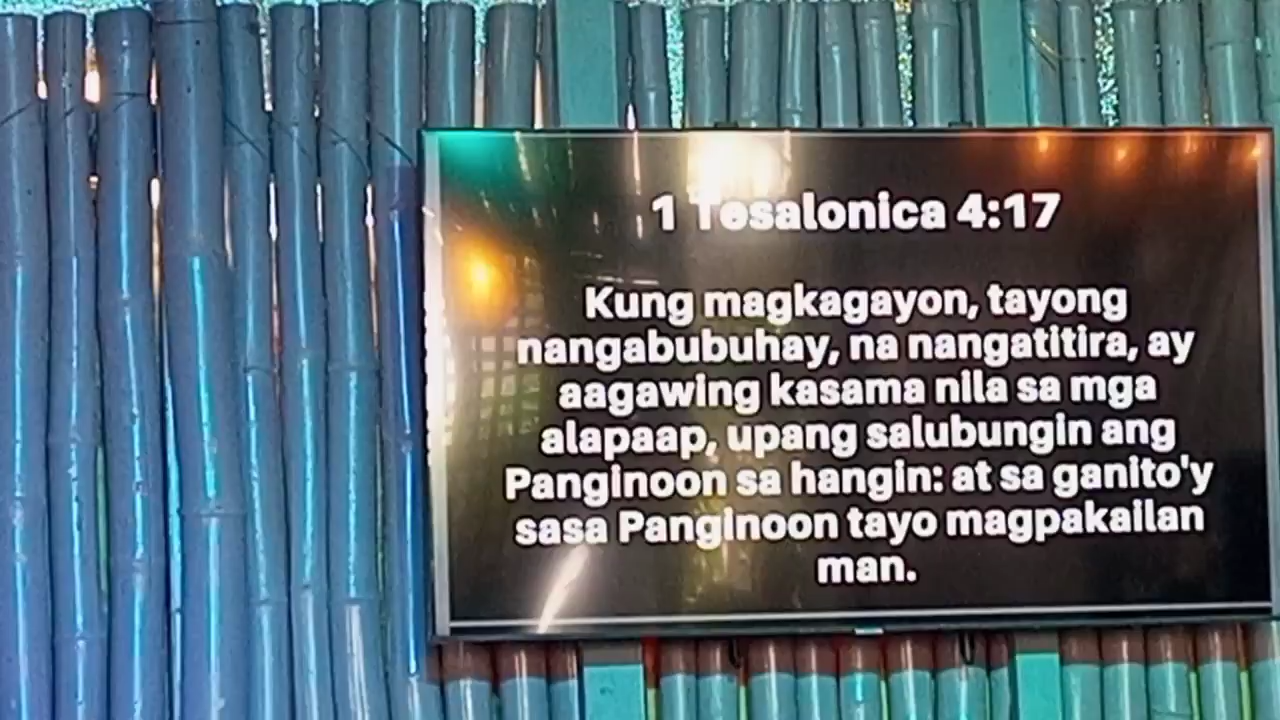 1 Tesalonica 4:17
Kung magkagayon, tayong
nangabubuhay, na nangatitira, ay
aagawing kasama nila sa mga
alapaap, upang salubungin ang
Panginoon sa hangin: at sa ganito'y
sasa Panginoon tayo magpakailan
man.